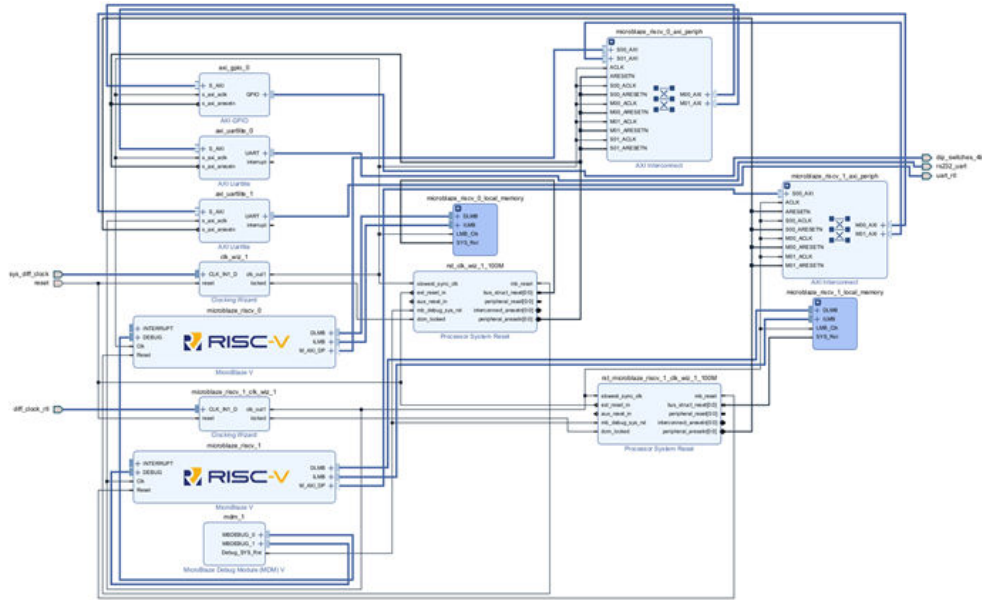 microblaze_riscv_0_axi_periph
S00_AXI
S01_AXI
ACLK
ARESETN
S00_ACLK
S00_ARESETN
M00_ACLK
M00_ARESETN
M01_ACLK
M01_ARESETN
S01_ACLK
S01_ARESETN
M00_AXI
M01_AXI
AXI Interconnect
axi_gpio_0
S_AXI
s_axi_aclk
s_axi_aresetn
GPIO
AXI GPIO
axi_uartlite_0
S_AXI
s_axi_aclk
s_axi_aresetn
UART
interrupt
AXI Uartlite
axi_uartlite_1
S_AXI
s_axi_aclk
s_axi_aresetn
UART
interrupt
AXI Uartlite
rs232_uart
uart_rtl
microblaze_riscv_1_axi_periph
S00_AXI
ACLK
ARESETN
S00_ACLK
S00_ARESETN
M00_ACLK
M00_ARESETN
M01_ACLK
M01_ARESETN
M00_AXI
M01_AXI
AXI Interconnect
microblaze_riscv_0_local_memory
DLMB
ILMB
LMB_Clk
SYS_Rst
sys_diff_clock
reset
clk_wiz_1
CLK_IN1_D
reset
clk_out1
locked
Clocking Wizard
rst_clk_wiz_1_100M
slowest_sync_clk
ext_reset_in
aux_reset_in
mb_debug_sys_rst
dcm_locked
mb_reset
bus_struct_reset[0:0]
peripheral_reset[0:0]
interconnect_aresetn[0:0]
peripheral_aresetn[0:0]
Processor System Reset
microblaze_riscv_1_local_memory
DLMB
ILMB
LMB_Clk
SYS_Rst
microblaze_riscv_0
INTERRUPT
DEBUG
Clk
Reset
RISC-V
DLMB
ILMB
M_AXI_DP
MicroBlaze V
diff_clock_rtl
microblaze_riscv_1_clk_wiz_1
CLK_IN1_D
reset
clk_out1
locked
Clocking Wizard
rst_microblaze_riscv_1_clk_wiz_1_100M
slowest_sync_clk
ext_reset_in
aux_reset_in
mb_debug_sys_rst
dcm_locked
mb_reset
bus_struct_reset[0:0]
peripheral_reset[0:0]
interconnect_aresetn[0:0]
peripheral_aresetn[0:0]
Processor System Reset
microblaze_riscv_1
INTERRUPT
DEBUG
Clk
Reset
RISC-V
DLMB
ILMB
M_AXI_DP
MicroBlaze V
mdm_1
MBDEBUG_0
MBDEBUG_1
Debug_SYS_Rst
MicroBlaze Debug Module (MDM) V